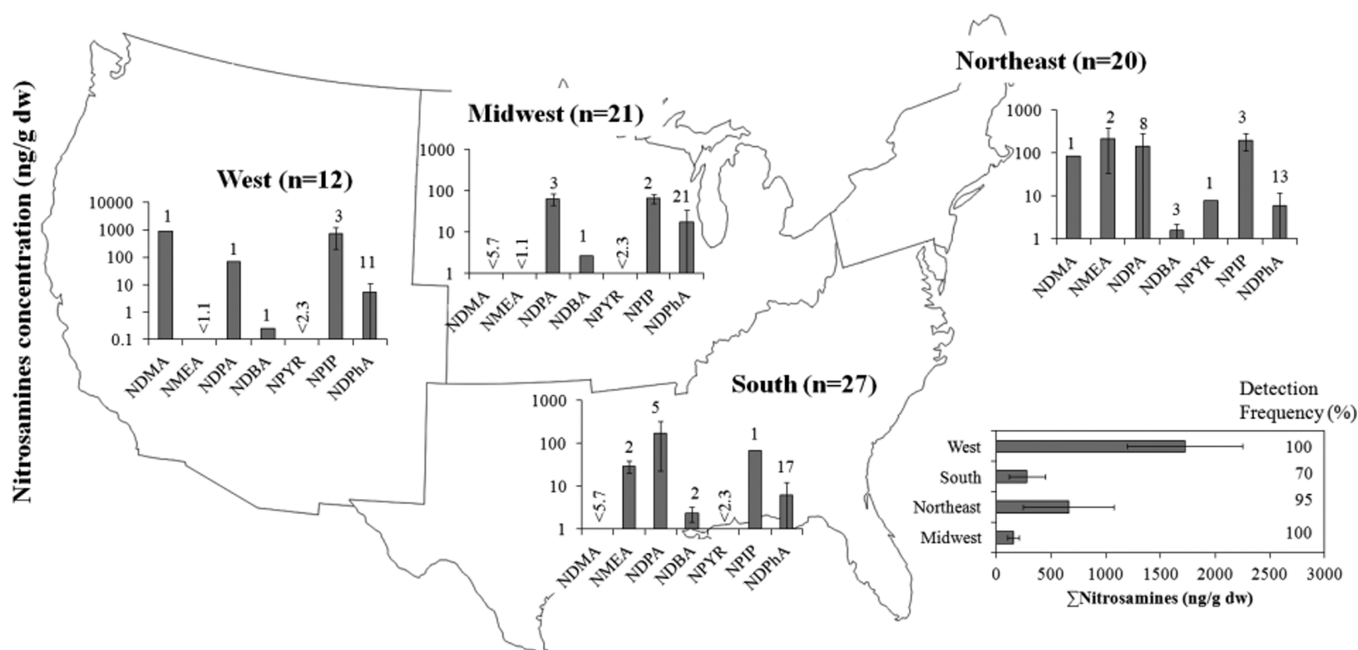 Nitrosamines concentration (ng/g dw)
West (n=12)
10000
1000
100
10
1
0.1
1
<1.1
1
1
<2.3
3
11
NDMA
NMEA
NDPA
NDBA
NPYR
NPIP
NDPhA
Midwest (n=21)
1000
100
10
1
<5.7
<1.1
3
1
<2.3
2
21
NDMA
NMEA
NDPA
NDBA
NPYR
NPIP
NDPhA
Northeast (n=20)
1000
100
10
1
1
2
8
3
1
3
13
NDMA
NMEA
NDPA
NDBA
NPYR
NPIP
NDPhA
South (n=27)
1000
100
10
1
<5.7
2
5
2
<2.3
1
17
NDMA
NMEA
NDPA
NDBA
NPYR
NPIP
NDPhA
Detection
Frequency (%)
West 100
South 70
Northeast 95
Midwest 100
0 500 1000 1500 2000 2500 3000
∑Nitrosamines (ng/g dw)